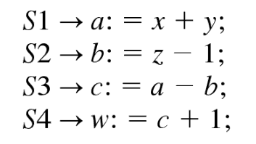 S1 → a: = x + y;
S2 → b: = z − 1;
S3 → c: = a − b;
S4 → w: = c + 1;